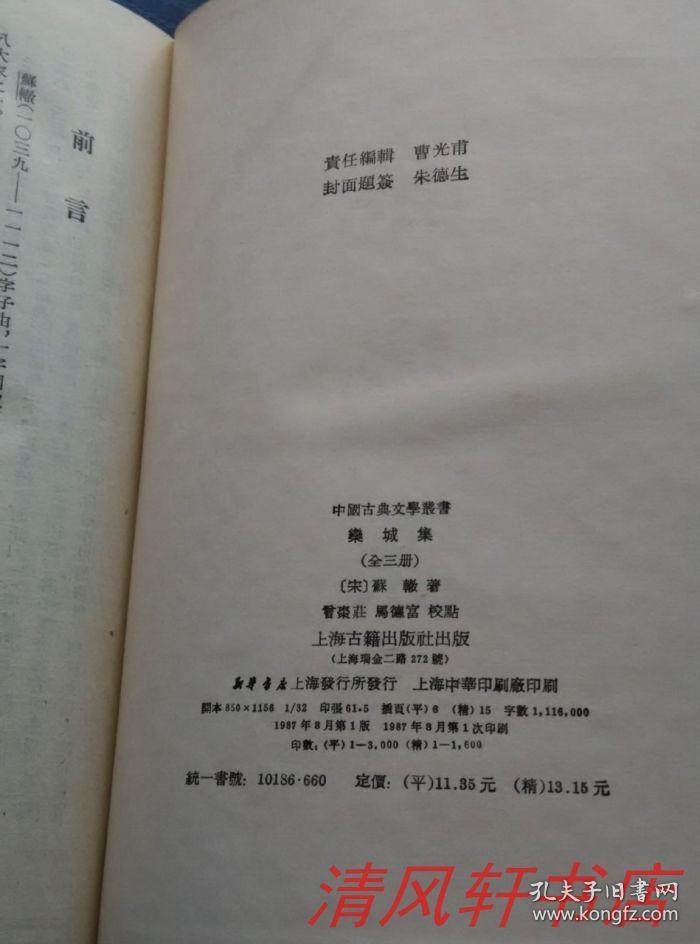 前言
蘇轍(一〇三九——一一一二)字子由,一字同
責任編輯 曹光甫
封面題簽 朱德生
中國古典文學叢書
欒城集
(全三册)
〔宋〕蘇轍著
曾棗莊 馬德富 校點
上海古籍出版社出版
(上海瑞金二路272號)
新華書店上海發行所發行 上海中華印刷廠印刷
開本850×1156 1/32 印張61.5 插頁(平)6 (精)15 字數1,116,000
1987年3月第1版 1987年3月第1次印刷
印數:(平)1—3,000 (精)1—1,600
統一書號:10186·660 定價:(平)11.35元 (精)13.15元
清风轩书店
孔夫子旧书网
www.kongfz.com